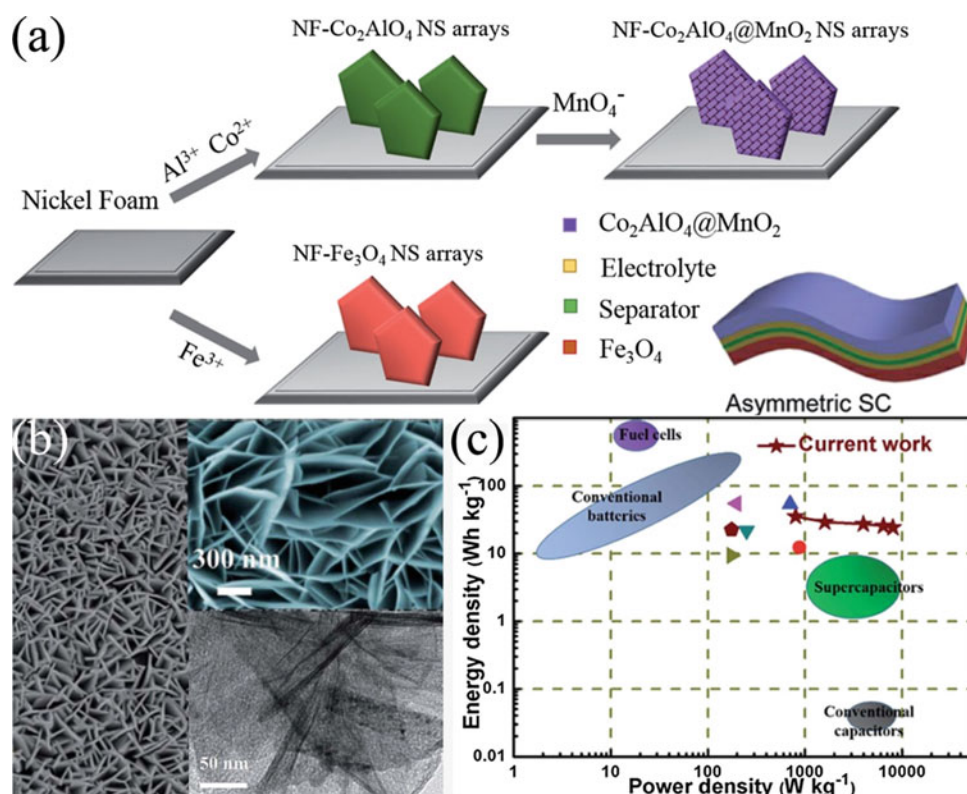 (a)
NF-Co₂AlO₄ NS arrays
NF-Co₂AlO₄@MnO₂ NS arrays
MnO₄⁻
Al³⁺ Co²⁺
Nickel Foam
NF-Fe₃O₄ NS arrays
Fe³⁺
Co₂AlO₄@MnO₂
Electrolyte
Separator
Fe₃O₄
Asymmetric SC
(b)
300 nm
50 nm
(c)
Fuel cells
Current work
Conventional
batteries
Supercapacitors
Conventional
capacitors
Energy density (Wh kg⁻¹)
100
10
1
0.1
0.01
1
10
100
1000
10000
Power density (W kg⁻¹)